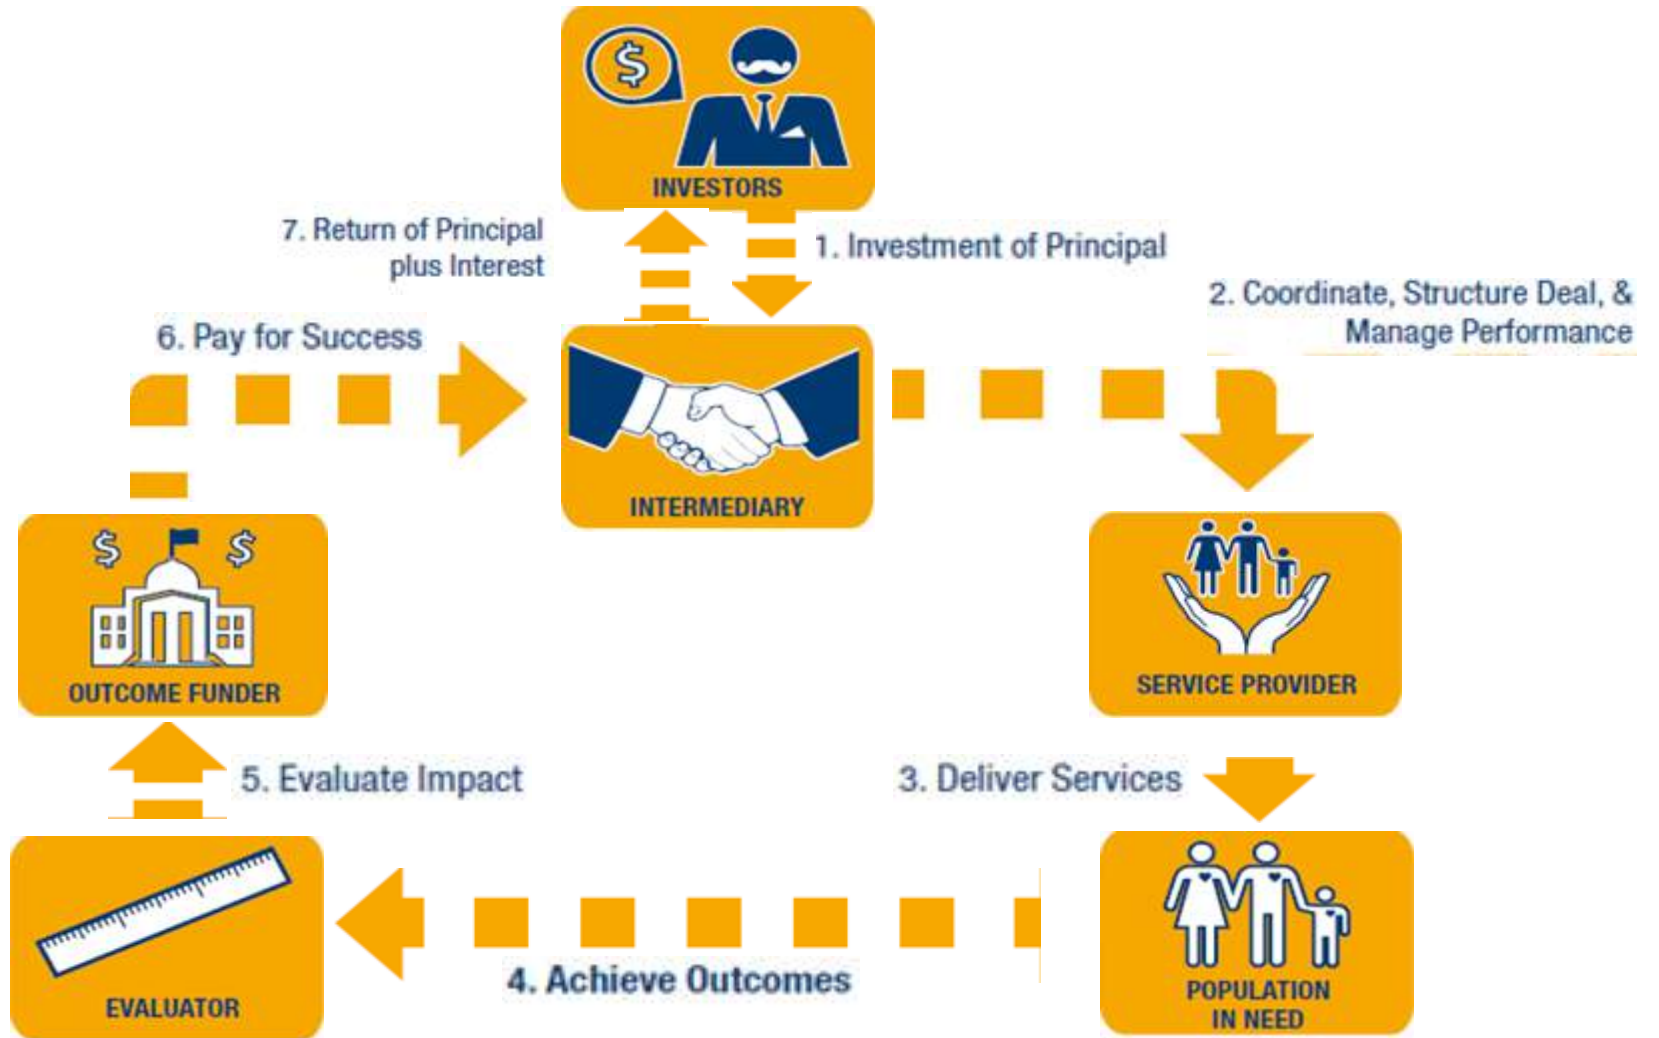 $
INVESTORS
7. Return of Principal
plus Interest
1. Investment of Principal
2. Coordinate, Structure Deal, &
Manage Performance
6. Pay for Success
INTERMEDIARY
$ $
OUTCOME FUNDER
SERVICE PROVIDER
5. Evaluate Impact
3. Deliver Services
4. Achieve Outcomes
EVALUATOR
POPULATION
IN NEED